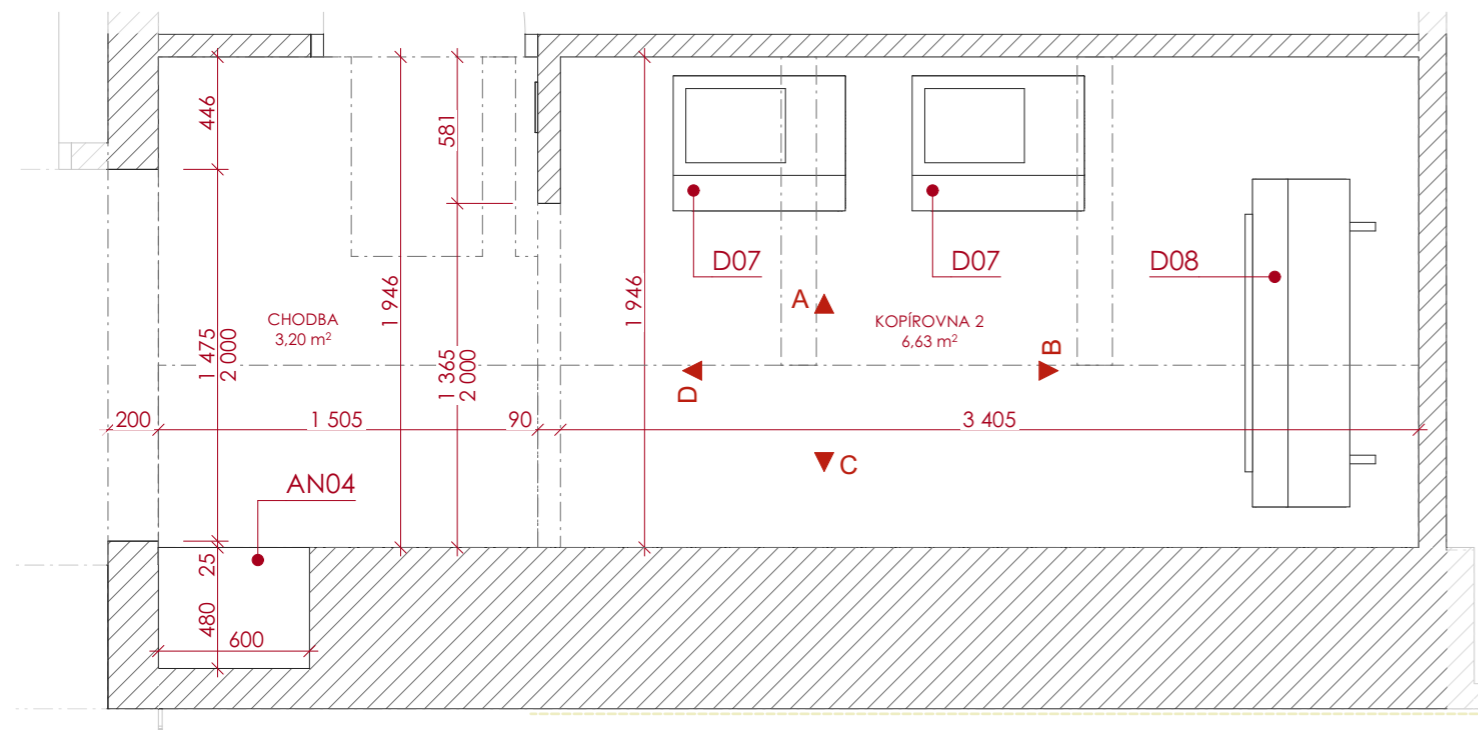 446
581
1 946
1 946
D07
D07
D08
A
CHODBA
3,20 m²
KOPÍROVNA 2
6,63 m²
B
D
1 475
2 000
1 365
2 000
200
1 505
90
3 405
C
AN04
25
480
600